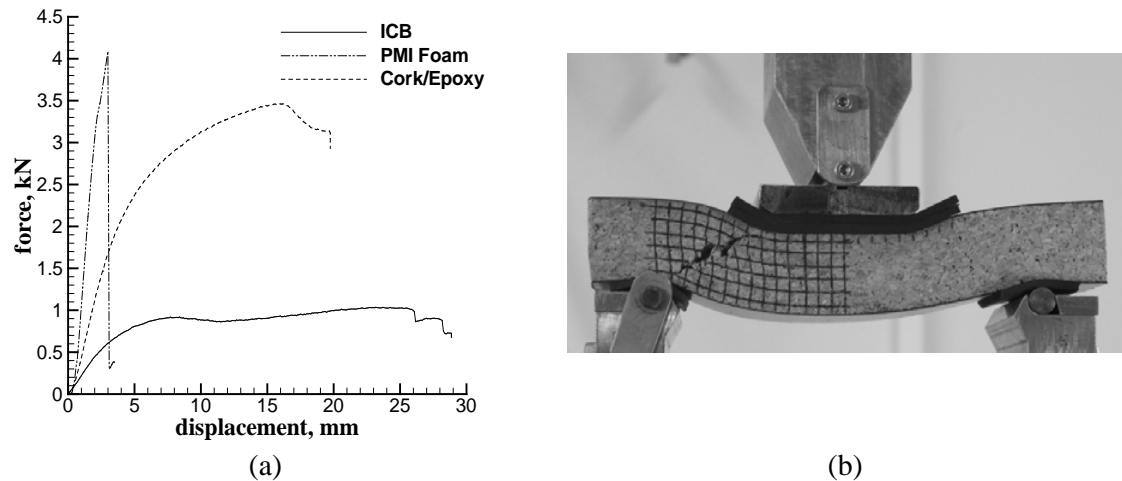 4.5
4
3.5
3
2.5
2
1.5
1
0.5
0
force, kN
ICB
PMI Foam
Cork/Epoxy
0 5 10 15 20 25 30
displacement, mm
(a)
(b)